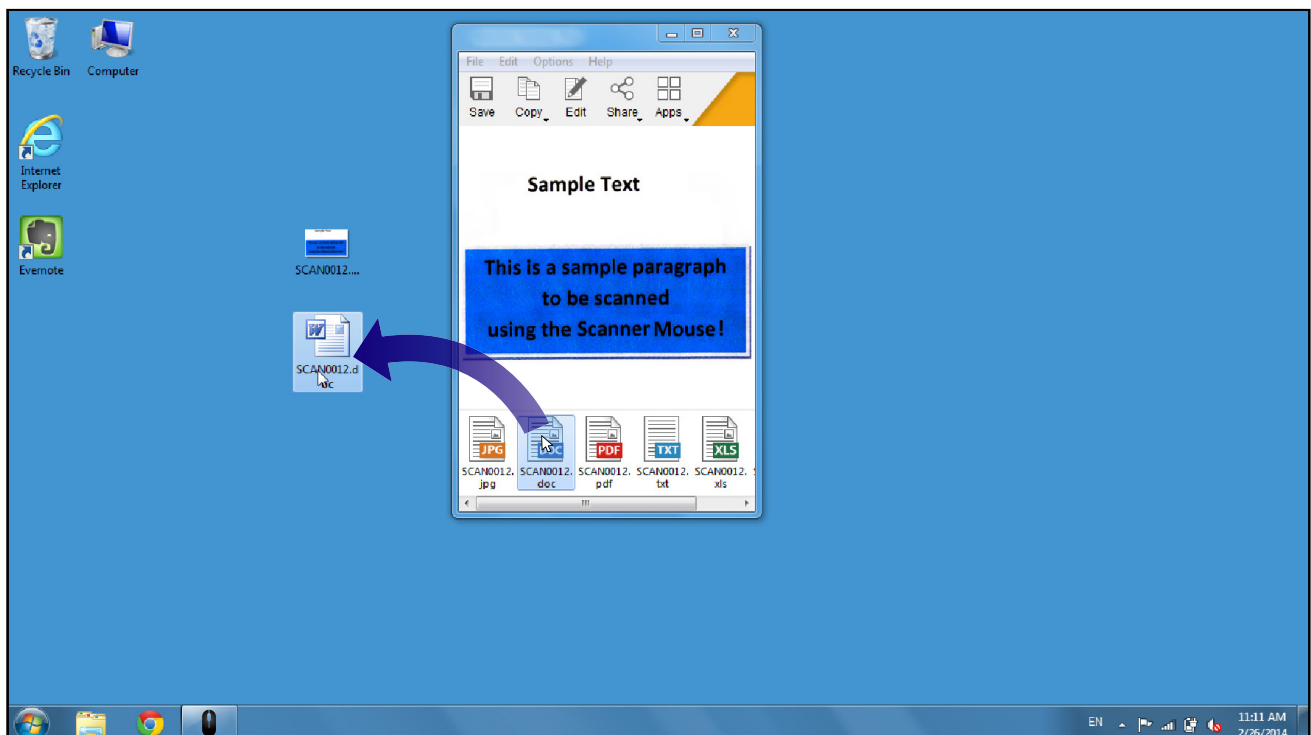 Recycle Bin
Computer
Internet
Explorer
Evernote
SCAN0012....
SCAN0012.d
oc
File Edit Options Help
Save Copy Edit Share Apps
Sample Text
This is a sample paragraph
to be scanned
using the Scanner Mouse!
JPG DOC PDF TXT XLS
SCAN0012. SCAN0012. SCAN0012. SCAN0012. SCAN0012.
jpg doc pdf txt xls
EN
11:11 AM
2/26/2014